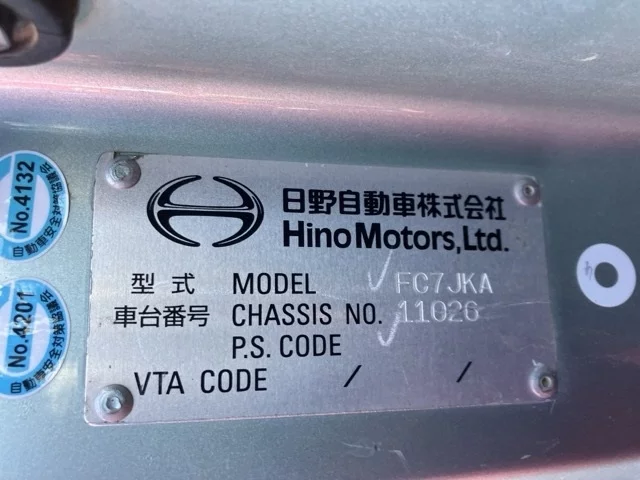 日野自動車株式会社
Hino Motors, Ltd.
型式 MODEL FC7JKA
車台番号 CHASSIS NO. 11026
P.S. CODE
VTA CODE / /
No.4132
No.4201